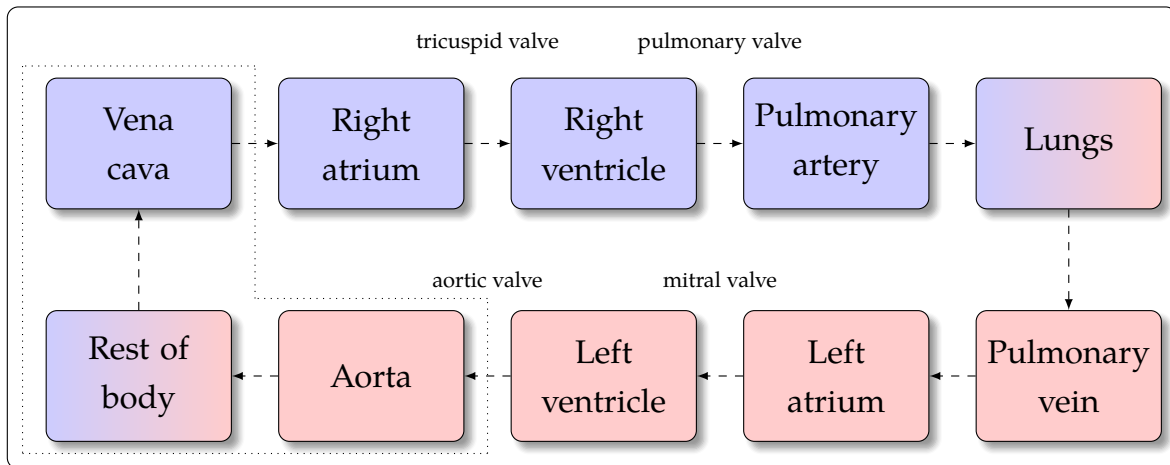 tricuspid valve
pulmonary valve
Vena
cava
Right
atrium
Right
ventricle
Pulmonary
artery
Lungs
aortic valve
mitral valve
Rest of
body
Aorta
Left
ventricle
Left
atrium
Pulmonary
vein